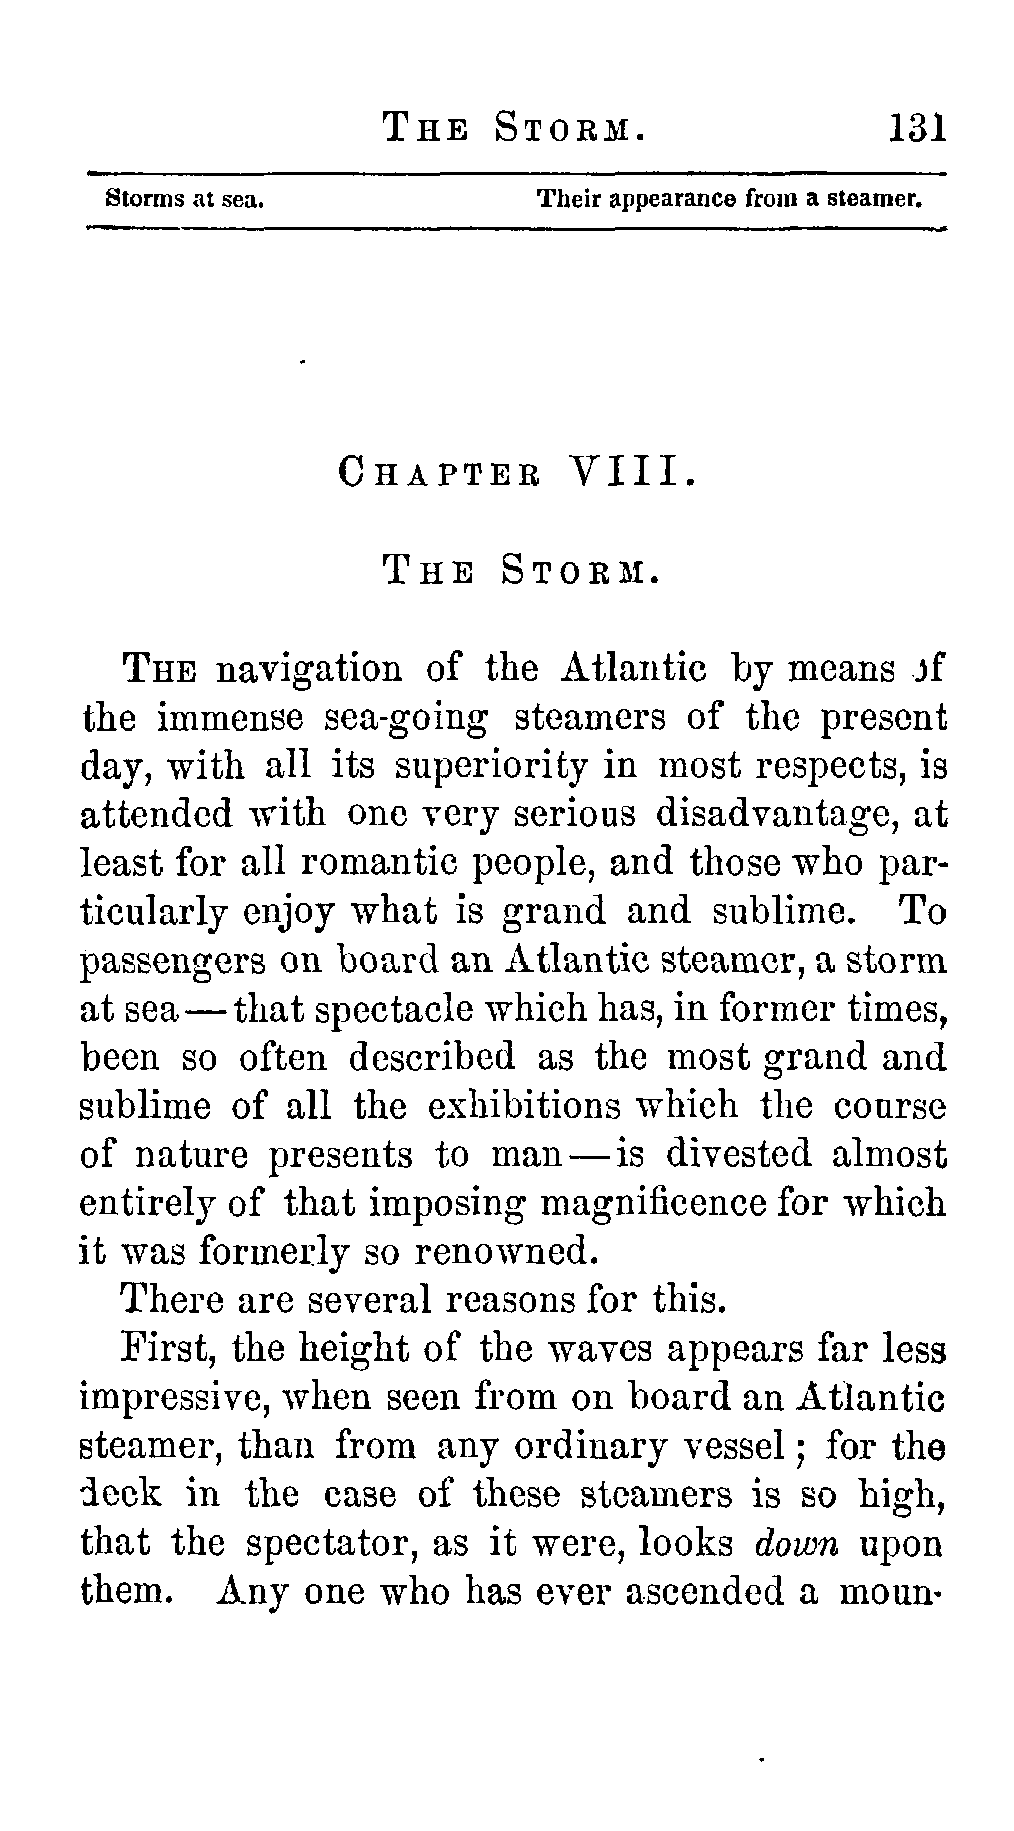 The Storm. 131
Storms at sea. Their appearance from a steamer.
Chapter VIII.
The Storm.
The navigation of the Atlantic by means of
the immense sea-going steamers of the present
day, with all its superiority in most respects, is
attended with one very serious disadvantage, at
least for all romantic people, and those who par-
ticularly enjoy what is grand and sublime. To
passengers on board an Atlantic steamer, a storm
at sea—that spectacle which has, in former times,
been so often described as the most grand and
sublime of all the exhibitions which the course
of nature presents to man—is divested almost
entirely of that imposing magnificence for which
it was formerly so renowned.
There are several reasons for this.
First, the height of the waves appears far less
impressive, when seen from on board an Atlantic
steamer, than from any ordinary vessel; for the
deck in the case of these steamers is so high,
that the spectator, as it were, looks down upon
them. Any one who has ever ascended a moun-